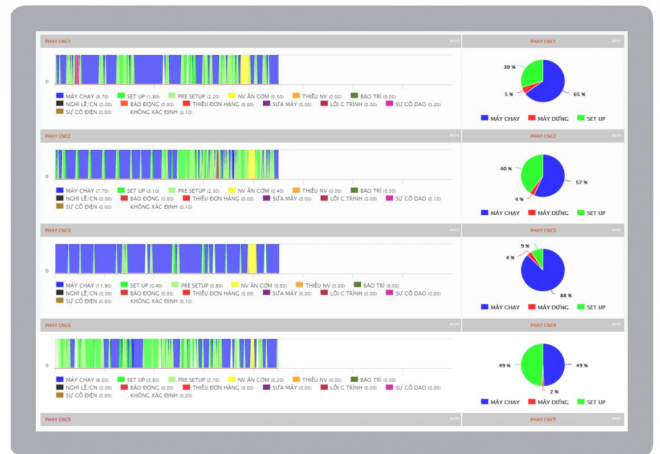 PHAY CNC1
PHAY CNC1
0
MÁY CHẠY (8.70) SET UP (1.80) PRE SETUP (2.20) NV ĂN CƠM (0.50) THIẾU NV (0.00) BẢO TRÌ (0.00)
NGHỈ LỄ/CN (0.00) BÁO ĐỘNG (0.00) THIẾU ĐƠN HÀNG (0.00) SỬA MÁY (0.00) LỖI C.TRÌNH (0.00) SỰ CỐ DAO (0.20)
SỰ CỐ ĐIỆN (0.00) KHÔNG XÁC ĐỊNH (0.10)
30 %
5 %
65 %
MÁY CHẠY MÁY DỪNG SET UP
PHAY CNC2
PHAY CNC2
0
MÁY CHẠY (7.70) SET UP (3.10) PRE SETUP (2.30) NV ĂN CƠM (0.40) THIẾU NV (0.00) BẢO TRÌ (0.00)
NGHỈ LỄ/CN (0.00) BÁO ĐỘNG (0.00) THIẾU ĐƠN HÀNG (0.00) SỬA MÁY (0.00) LỖI C.TRÌNH (0.00) SỰ CỐ DAO (0.10)
SỰ CỐ ĐIỆN (0.00) KHÔNG XÁC ĐỊNH (0.10)
40 %
4 %
57 %
MÁY CHẠY MÁY DỪNG SET UP
PHAY CNC3
PHAY CNC3
0
MÁY CHẠY (11.90) SET UP (0.40) PRE SETUP (0.80) NV ĂN CƠM (0.50) THIẾU NV (0.00) BẢO TRÌ (0.00)
NGHỈ LỄ/CN (0.00) BÁO ĐỘNG (0.00) THIẾU ĐƠN HÀNG (0.00) SỬA MÁY (0.00) LỖI C.TRÌNH (0.00) SỰ CỐ DAO (0.00)
SỰ CỐ ĐIỆN (0.00) KHÔNG XÁC ĐỊNH (0.10)
9 %
4 %
88 %
MÁY CHẠY MÁY DỪNG SET UP
PHAY CNC4
PHAY CNC4
0
MÁY CHẠY SET UP (3.80) PRE SETUP (2.70) NV ĂN CƠM (0.20) THIẾU NV (0.00) BẢO TRÌ (0.00)
NGHỈ LỄ/CN (0.00) BÁO ĐỘNG (0.00) THIẾU ĐƠN HÀNG (0.00) SỬA MÁY (0.00) LỖI C.TRÌNH (0.00) SỰ CỐ DAO (0.00)
SỰ CỐ ĐIỆN (0.00) KHÔNG XÁC ĐỊNH (0.20)
49 %
49 %
2 %
MÁY CHẠY MÁY DỪNG SET UP
PHAY CNC5
PHAY CNC5